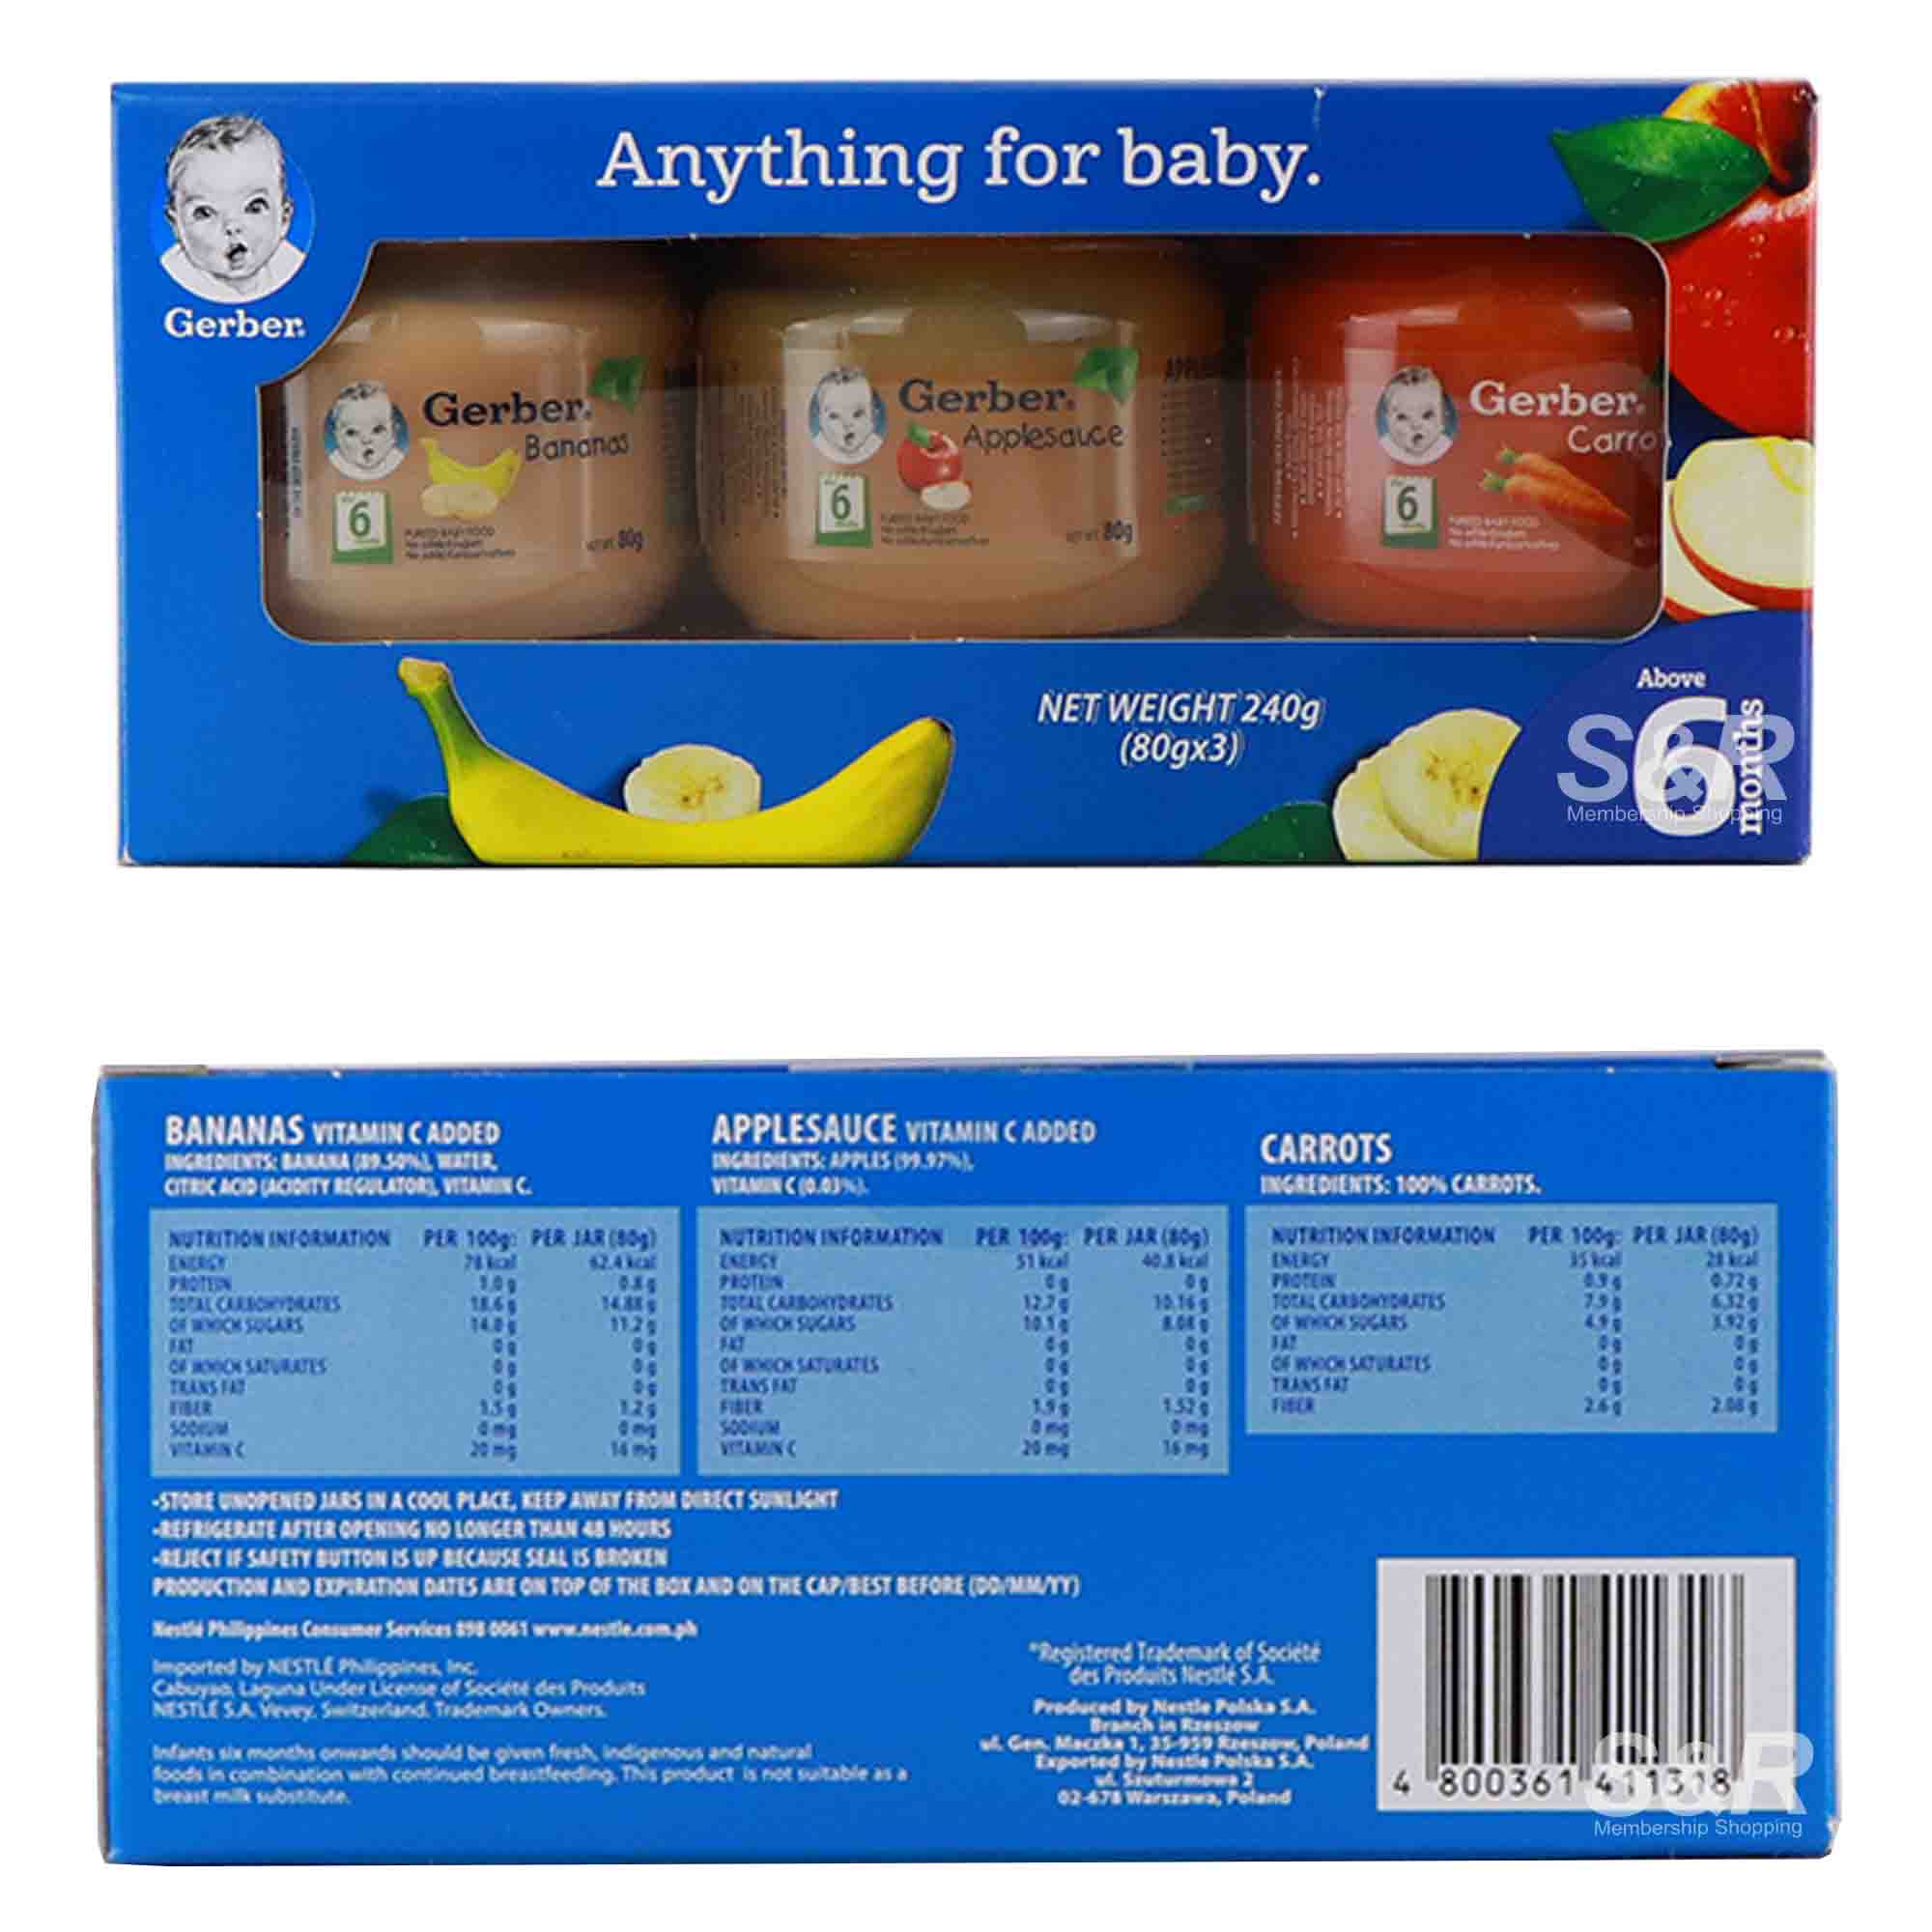 Anything for baby.
Gerber®
Gerber®
Bananas
6
PUREED BABY FOOD
80g
Gerber®
Applesauce
6
80g
Gerber®
Carro
6
PUREED BABY FOOD
NET WEIGHT 240g
(80gx3)
Above
6
months
S&R
Membership Shopping
BANANAS VITAMIN C ADDED
INGREDIENTS: BANANA (89.50%), WATER,
CITRIC ACID (ACIDITY REGULATOR), VITAMIN C.
NUTRITION INFORMATION PER 100g: PER JAR (80g)
ENERGY 78 kcal 62.4 kcal
PROTEIN 1.0 g 0.8 g
TOTAL CARBOHYDRATES 18.6 g 14.88 g
OF WHICH SUGARS 14.0 g 11.2 g
FAT 0 g 0 g
OF WHICH SATURATES 0 g 0 g
TRANS FAT 0 g 0 g
FIBER 1.5 g 1.2 g
SODIUM 0 mg 0 mg
VITAMIN C 20 mg 16 mg
APPLESAUCE VITAMIN C ADDED
INGREDIENTS: APPLES (99.97%),
VITAMIN C (0.03%).
NUTRITION INFORMATION PER 100g: PER JAR (80g)
ENERGY 51 kcal 40.8 kcal
PROTEIN 0 g 0 g
TOTAL CARBOHYDRATES 12.7 g 10.16 g
OF WHICH SUGARS 10.1 g 8.08 g
FAT 0 g 0 g
OF WHICH SATURATES 0 g 0 g
TRANS FAT 0 g 0 g
FIBER 1.9 g 1.52 g
SODIUM 0 mg 0 mg
VITAMIN C 20 mg 16 mg
CARROTS
INGREDIENTS: 100% CARROTS.
NUTRITION INFORMATION PER 100g: PER JAR (80g)
ENERGY 35 kcal 28 kcal
PROTEIN 0.9 g 0.72 g
TOTAL CARBOHYDRATES 7.9 g 6.32 g
OF WHICH SUGARS 4.9 g 3.92 g
FAT 0 g 0 g
OF WHICH SATURATES 0 g 0 g
TRANS FAT 0 g 0 g
FIBER 2.6 g 2.08 g
-STORE UNOPENED JARS IN A COOL PLACE, KEEP AWAY FROM DIRECT SUNLIGHT
-REFRIGERATE AFTER OPENING NO LONGER THAN 48 HOURS
-REJECT IF SAFETY BUTTON IS UP BECAUSE SEAL IS BROKEN
PRODUCTION AND EXPIRATION DATES ARE ON TOP OF THE BOX AND ON THE CAP/BEST BEFORE (DD/MM/YY)
Nestlé Philippines Consumer Services 898 0061 www.nestle.com.ph
Imported by NESTLÉ Philippines, Inc.
Cabuyao, Laguna Under License of Société des Produits
NESTLÉ S.A. Vevey, Switzerland. Trademark Owners.
Infants six months onwards should be given fresh, indigenous and natural
foods in combination with continued breastfeeding. This product is not suitable as a
breast milk substitute.
®Registered Trademark of Société
des Produits Nestlé S.A.
Produced by Nestle Polska S.A.
Branch in Rzeszow
ul. Gen. Maczka 1, 35-959 Rzeszow, Poland
Exported by Nestle Polska S.A.
ul. Szuturmowa 2
02-678 Warszawa, Poland
4 800361 411318
S&R
Membership Shopping